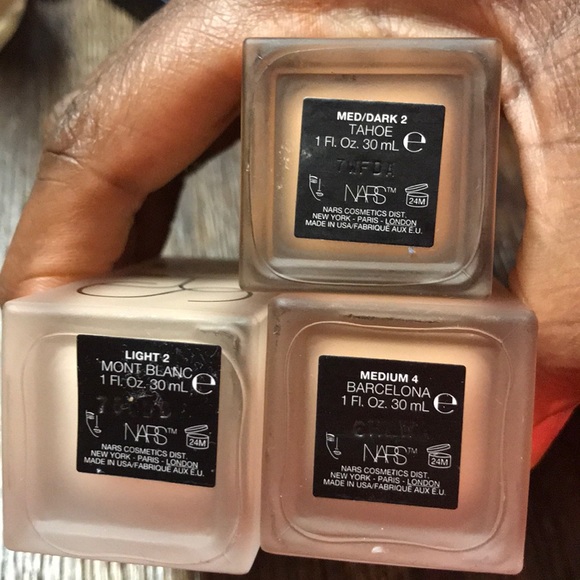 MED/DARK 2
TAHOE
1 Fl. Oz. 30 mL e
7WFDA
NARS™
24M
NARS COSMETICS DIST.
NEW YORK - PARIS - LONDON
MADE IN USA/FABRIQUE AUX É.U.
LIGHT 2
MONT BLANC
1 Fl. Oz. 30 mL e
NARS™
24M
NARS COSMETICS DIST.
NEW YORK - PARIS - LONDON
MADE IN USA/FABRIQUE AUX É.U.
MEDIUM 4
BARCELONA
1 Fl. Oz. 30 mL e
NARS™
24M
NARS COSMETICS DIST.
NEW YORK - PARIS - LONDON
MADE IN USA/FABRIQUE AUX É.U.